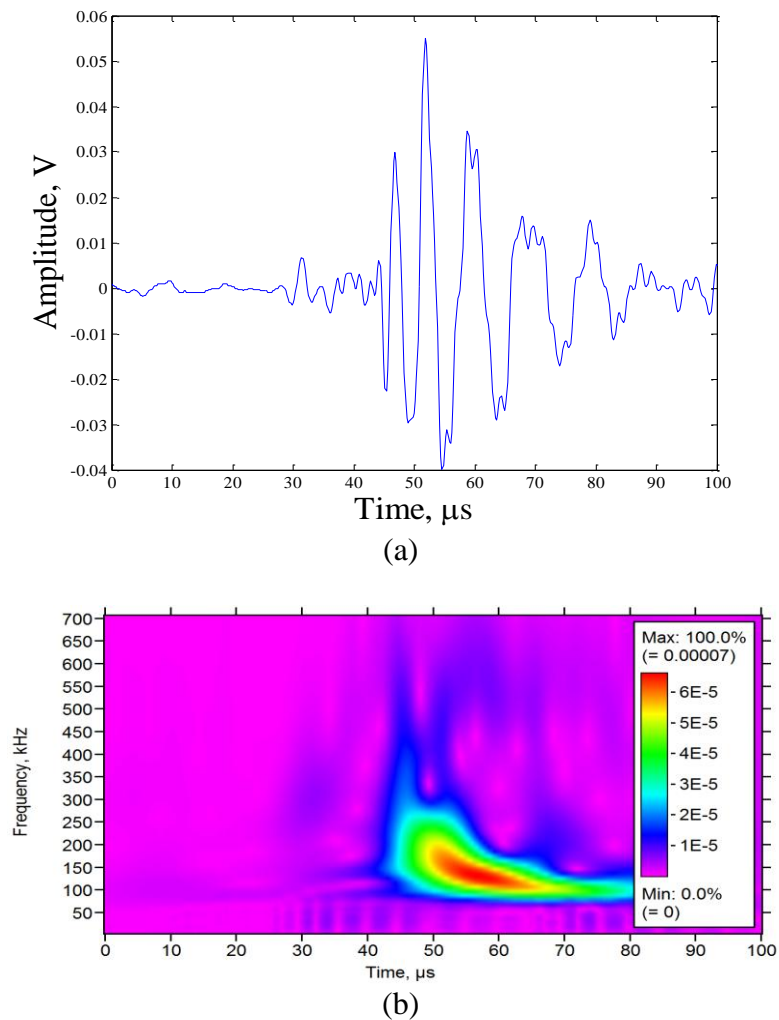 0.06
0.05
0.04
0.03
0.02
0.01
0
-0.01
-0.02
-0.03
-0.04
Amplitude, V
0 10 20 30 40 50 60 70 80 90 100
Time, µs
(a)
700
650
600
550
500
450
400
350
300
250
200
150
100
50
Frequency, kHz
Max: 100.0%
(= 0.00007)
6E-5
5E-5
4E-5
3E-5
2E-5
1E-5
Min: 0.0%
(= 0)
0 10 20 30 40 50 60 70 80 90 100
Time, µs
(b)